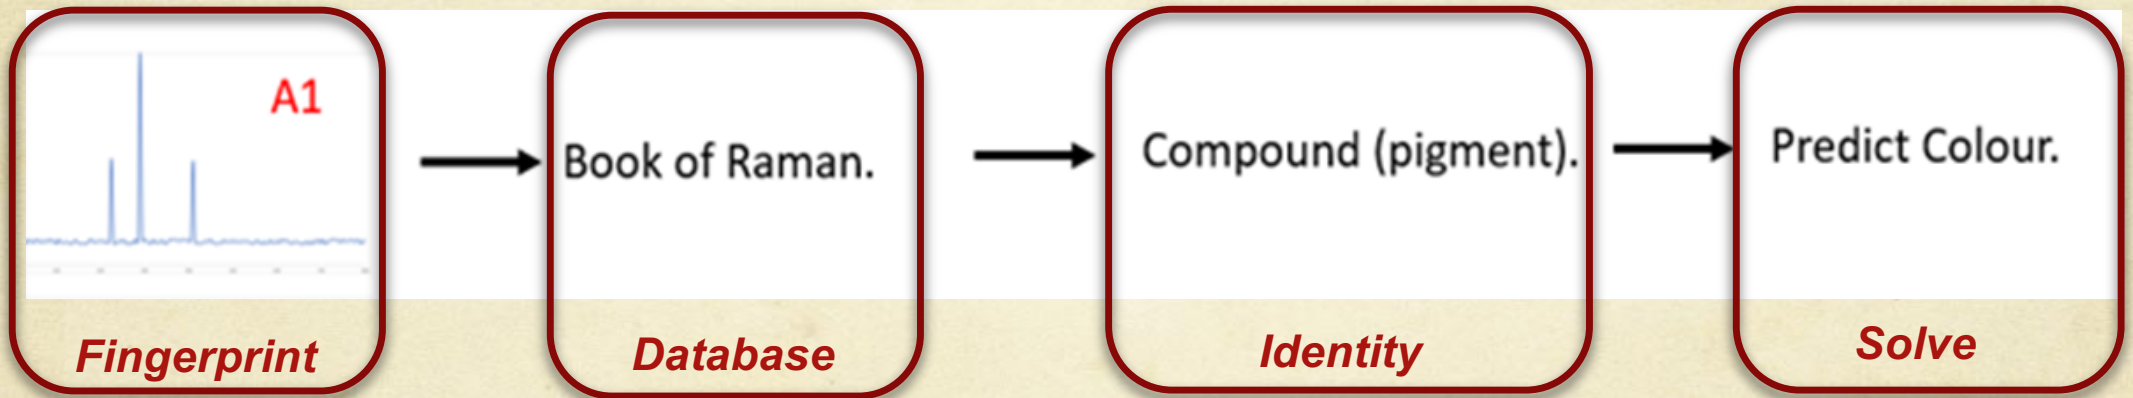 A1
Book of Raman.
Compound (pigment).
Predict Colour.
Fingerprint
Database
Identity
Solve